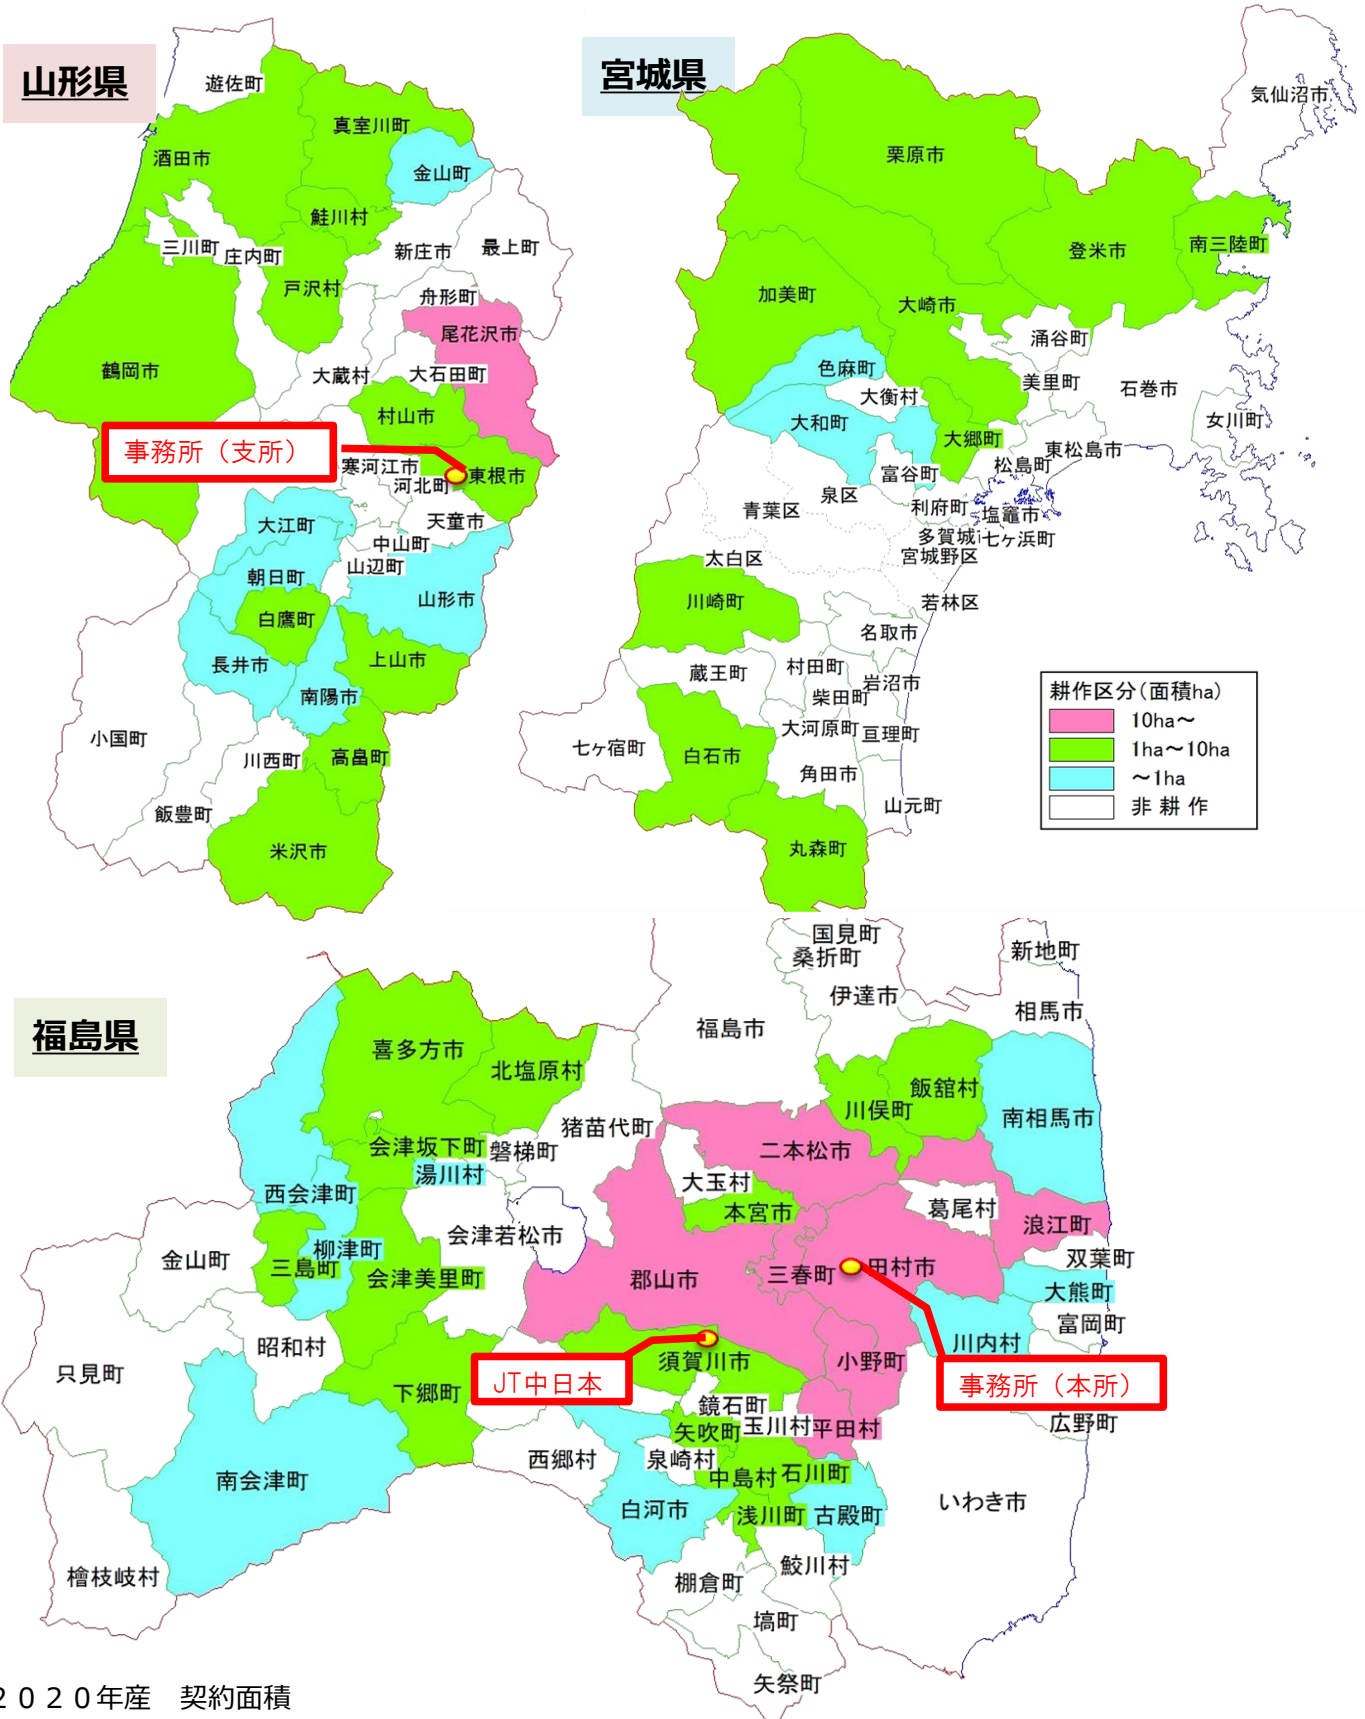 山形県
遊佐町
真室川町
酒田市
金山町
鮭川村
三川町
庄内町
新庄市
最上町
戸沢村
舟形町
尾花沢市
鶴岡市
大蔵村
大石田町
村山市
事務所（支所）
寒河江市
河北町
東根市
大江町
天童市
中山町
山辺町
朝日町
山形市
白鷹町
長井市
上山市
南陽市
小国町
川西町
高畠町
飯豊町
米沢市
宮城県
気仙沼市
栗原市
登米市
南三陸町
加美町
大崎市
涌谷町
色麻町
大衡村
美里町
石巻市
大和町
大郷町
女川町
東松島市
松島町
富谷町
泉区
青葉区
利府町
塩竈市
多賀城市
七ヶ浜町
宮城野区
太白区
川崎町
若林区
名取市
蔵王町
村田町
岩沼市
柴田町
七ヶ宿町
白石市
大河原町
亘理町
角田市
山元町
丸森町
耕作区分（面積ha）
10ha～
1ha～10ha
～1ha
非耕作
福島県
国見町
桑折町
新地町
伊達市
相馬市
福島市
喜多方市
北塩原村
飯舘村
川俣町
南相馬市
猪苗代町
会津坂下町
磐梯町
二本松市
湯川村
大玉村
西会津町
本宮市
葛尾村
浪江町
会津若松市
柳津町
金山町
三島町
会津美里町
郡山市
三春町
田村市
双葉町
大熊町
富岡町
昭和村
川内村
只見町
須賀川市
小野町
JT中日本
事務所（本所）
下郷町
鏡石町
玉川村
平田村
矢吹町
広野町
西郷村
泉崎村
中島村
石川町
南会津町
白河市
浅川町
古殿町
いわき市
檜枝岐村
棚倉町
鮫川村
塙町
矢祭町
２０２０年産　契約面積